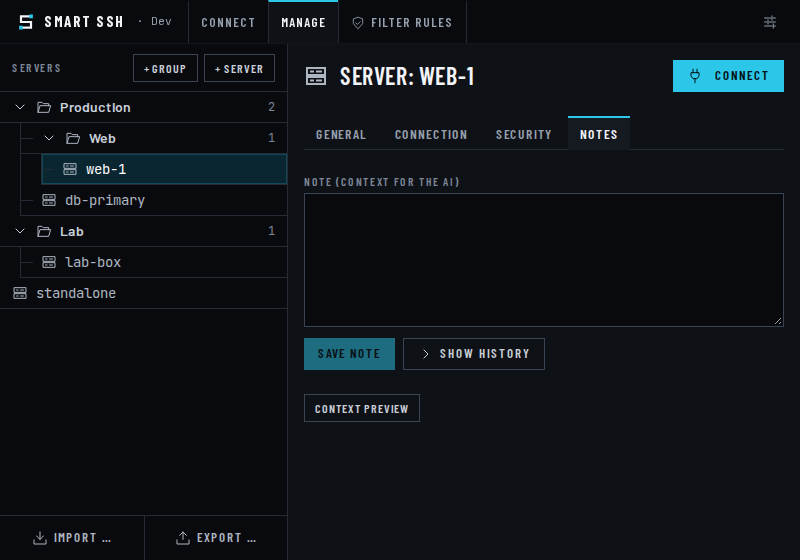 SMART SSH · Dev CONNECT MANAGE FILTER RULES
SERVERS +GROUP +SERVER
Production 2
Web 1
web-1
db-primary
Lab 1
lab-box
standalone
IMPORT … EXPORT …
SERVER: WEB-1 CONNECT
GENERAL CONNECTION SECURITY NOTES
NOTE (CONTEXT FOR THE AI)
SAVE NOTE SHOW HISTORY
CONTEXT PREVIEW